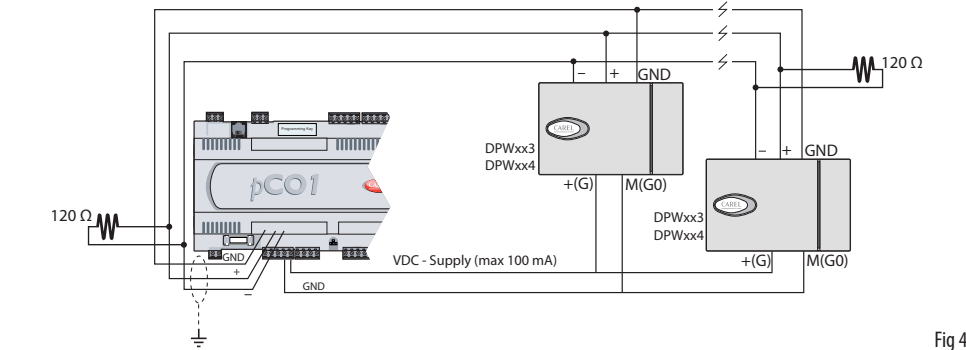 – + GND
120 Ω
Programming Key
CAREL
DPWxx3
DPWxx4
+(G) M(G0)
pCO1
– + GND
CAREL
DPWxx3
DPWxx4
+(G) M(G0)
120 Ω
GND
+
–
VDC - Supply (max 100 mA)
GND
Fig 4